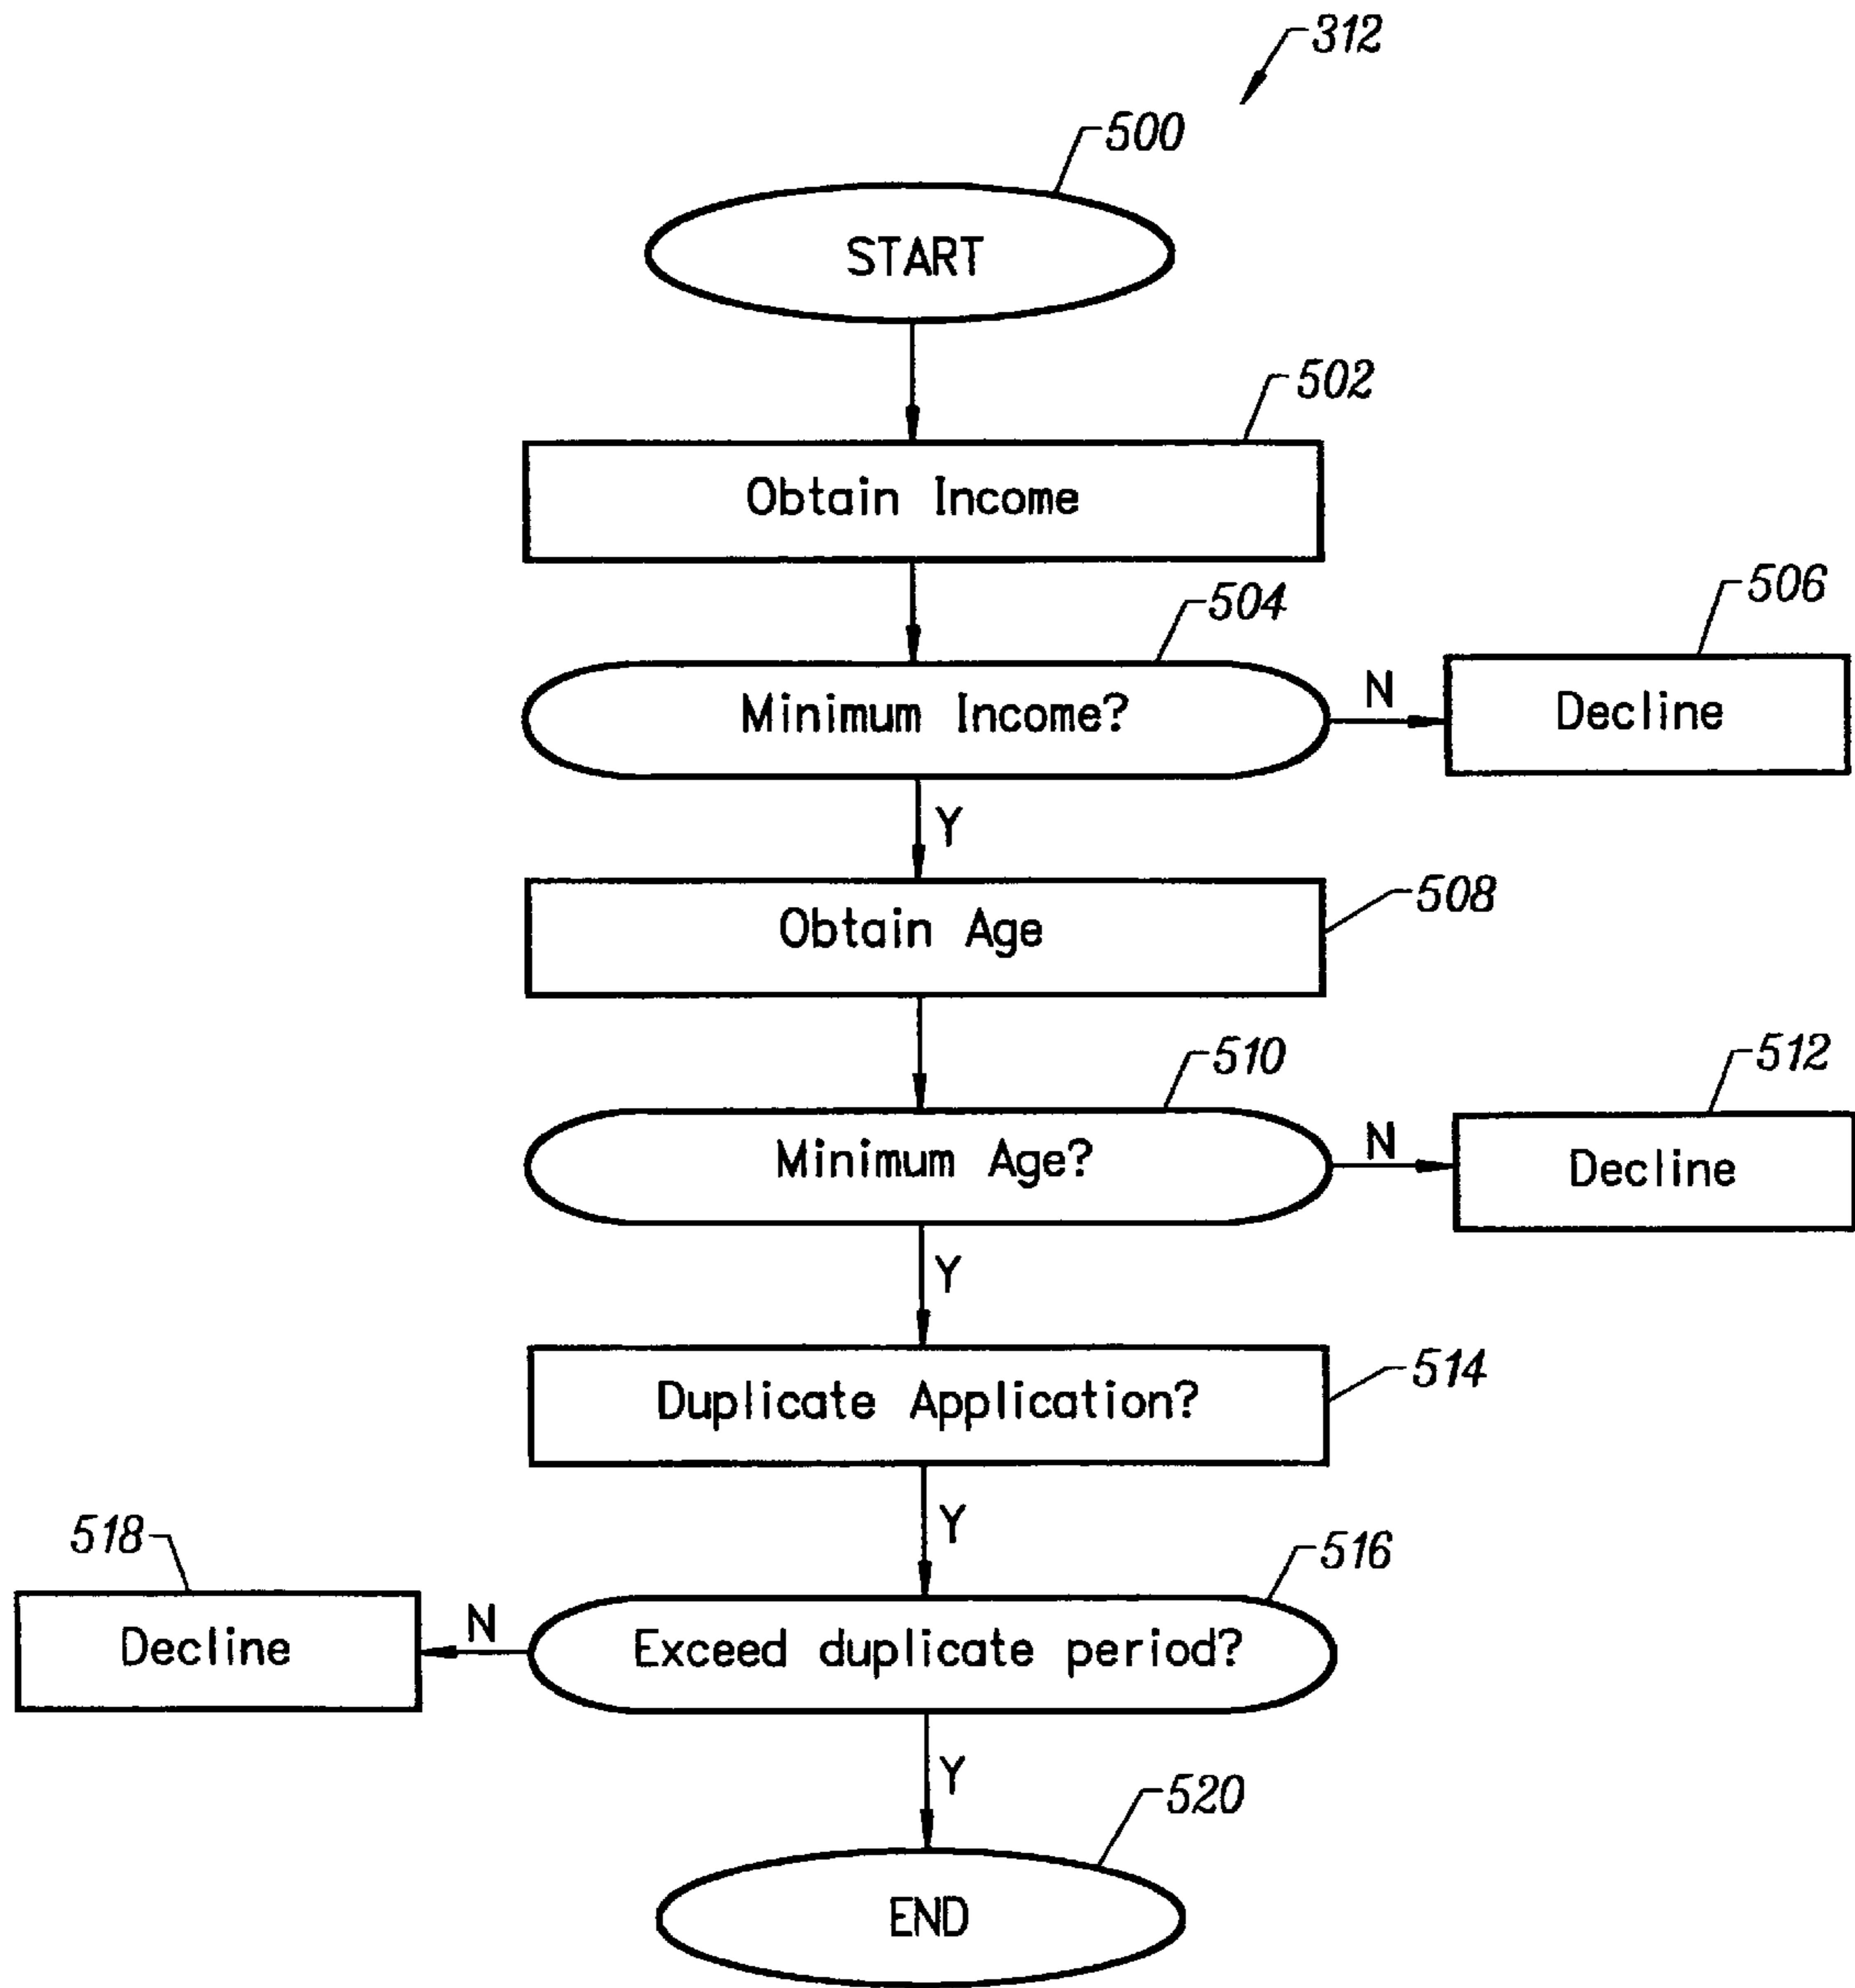 312
500
START
502
Obtain Income
504
506
Minimum Income?
N
Decline
Y
508
Obtain Age
510
512
Minimum Age?
N
Decline
Y
514
Duplicate Application?
Y
518
516
Decline
N
Exceed duplicate period?
Y
520
END